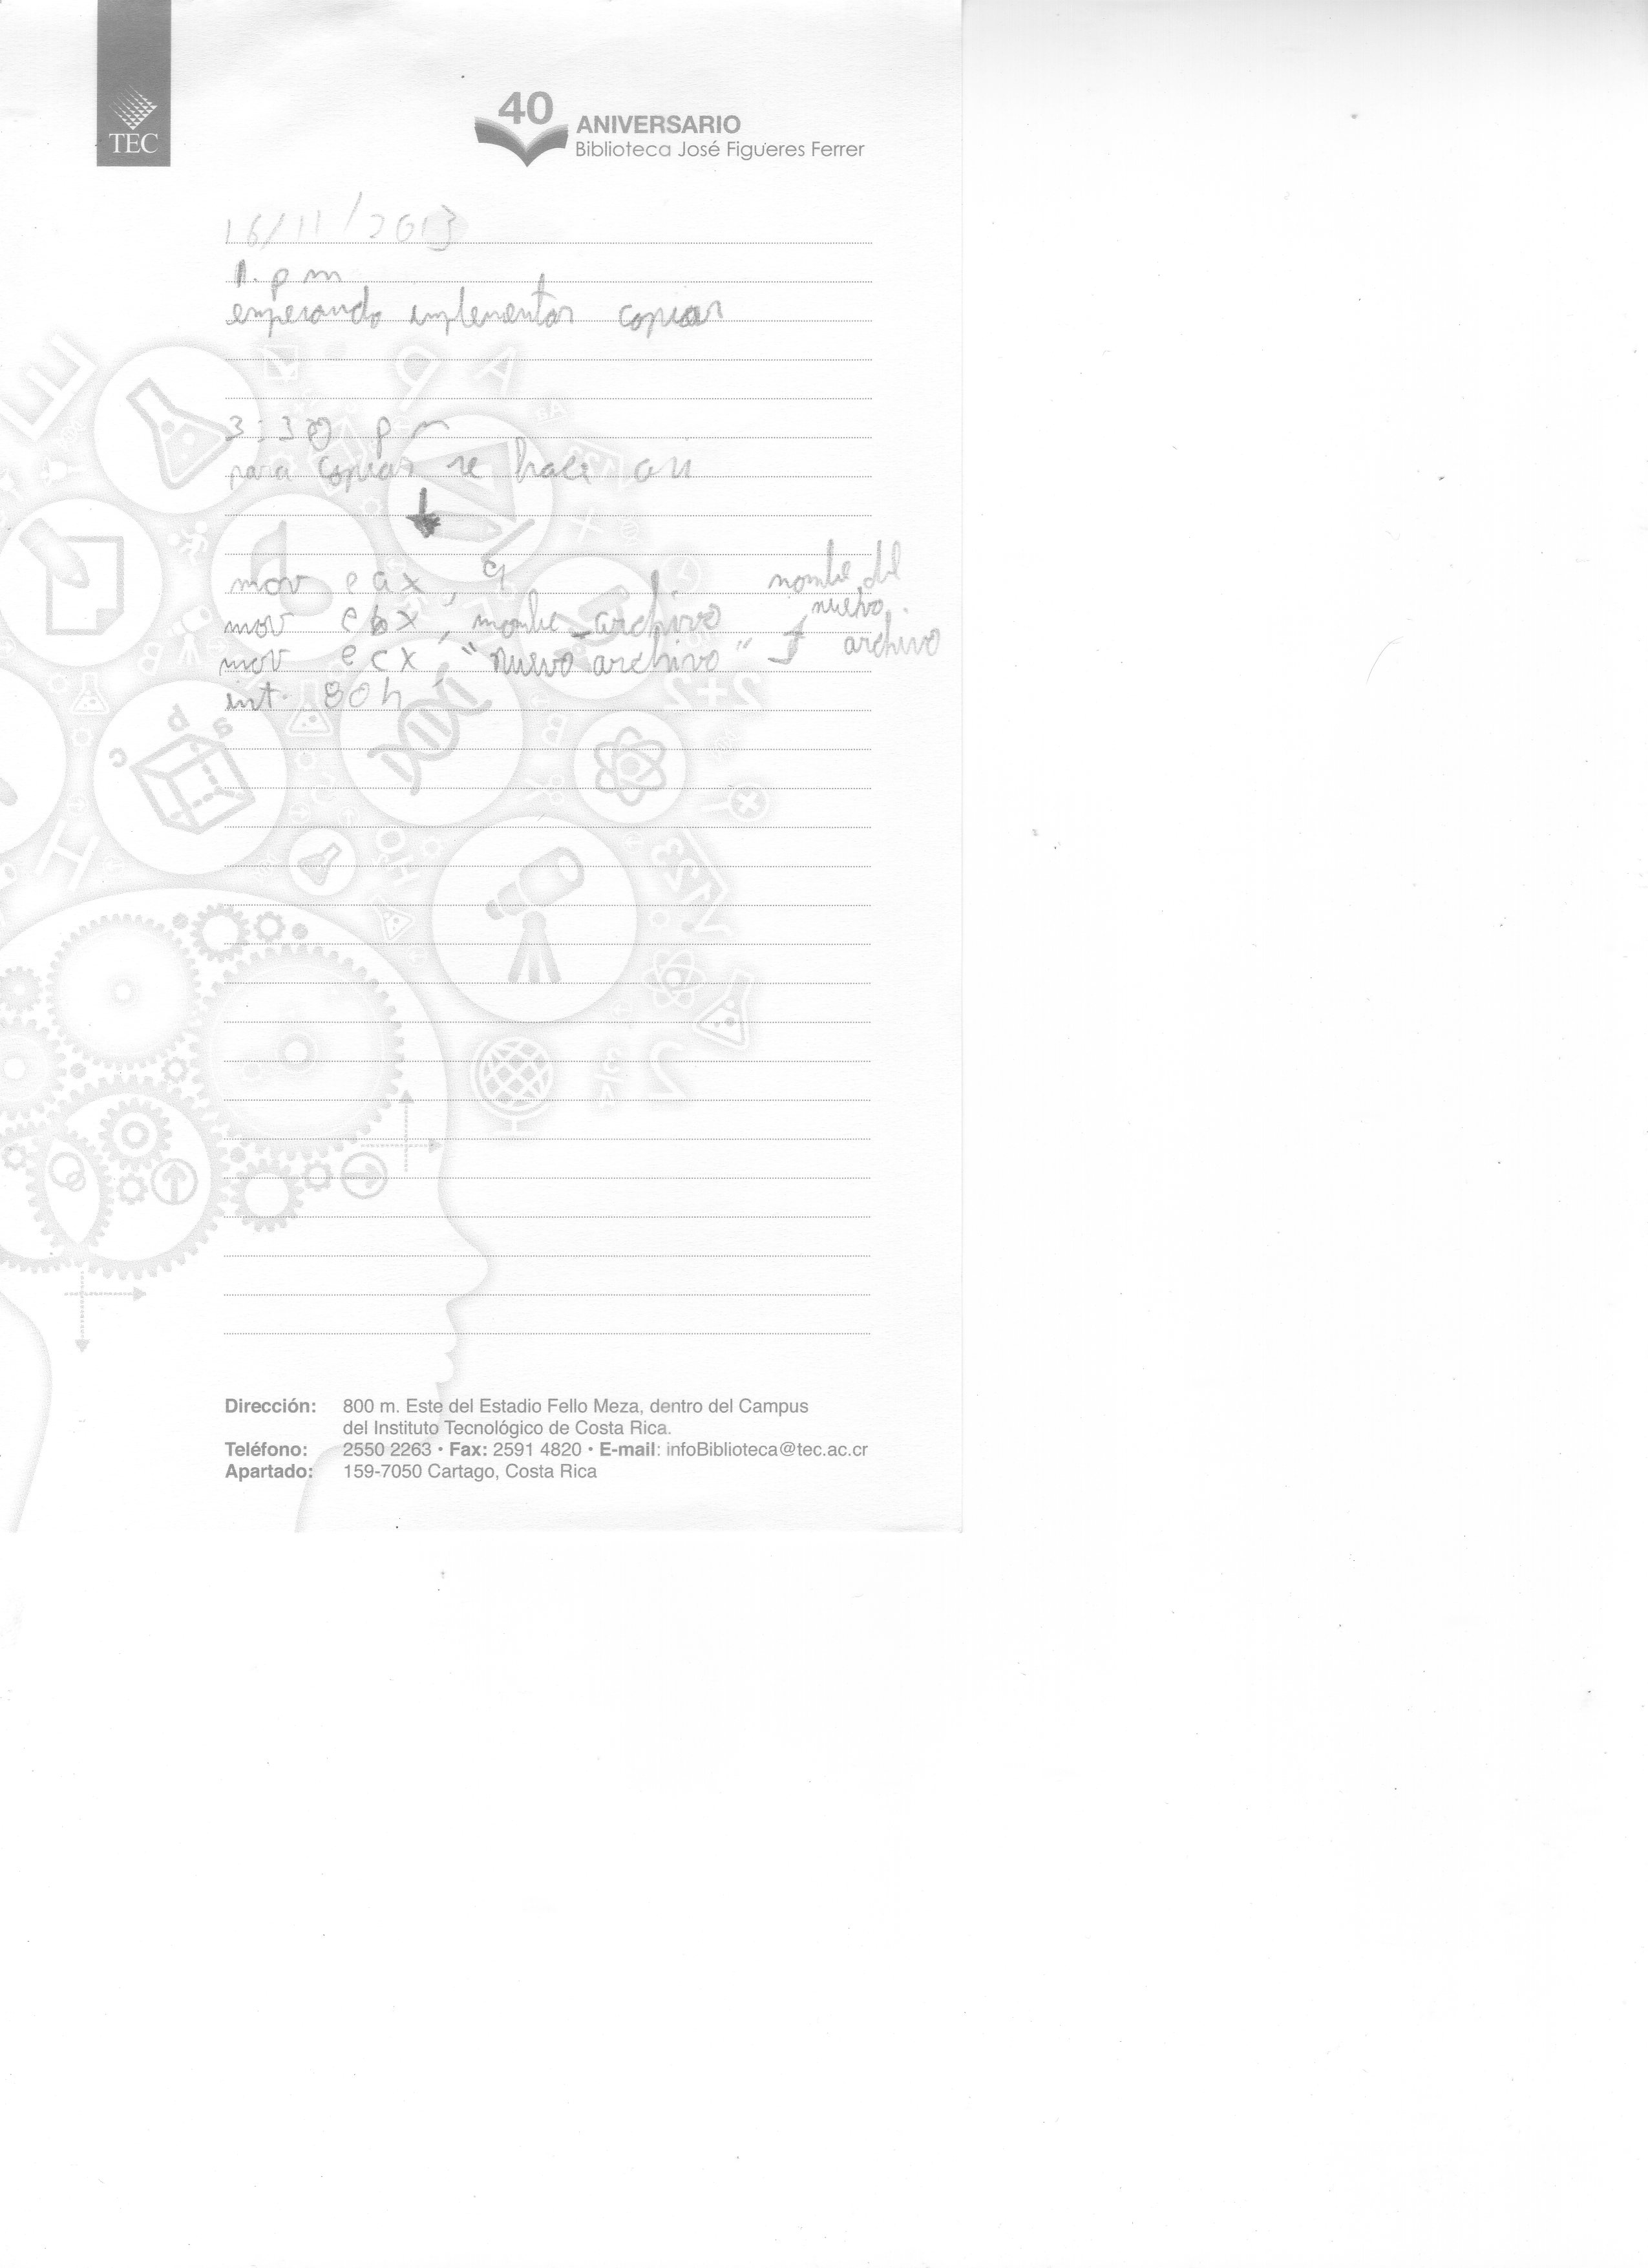 TEC
40
ANIVERSARIO
Biblioteca José Figueres Ferrer
16/11/2013
1. pm
empezando implementar copiar
3:30 pm
para copiar se hace así
mov eax, 9
mov ebx, nombre_archivo
mov ecx, "nuevo archivo"
nombre del
nuevo
archivo
int 80h
Dirección: 800 m. Este del Estadio Fello Meza, dentro del Campus
del Instituto Tecnológico de Costa Rica.
Teléfono: 2550 2263 • Fax: 2591 4820 • E-mail: infoBiblioteca@tec.ac.cr
Apartado: 159-7050 Cartago, Costa Rica